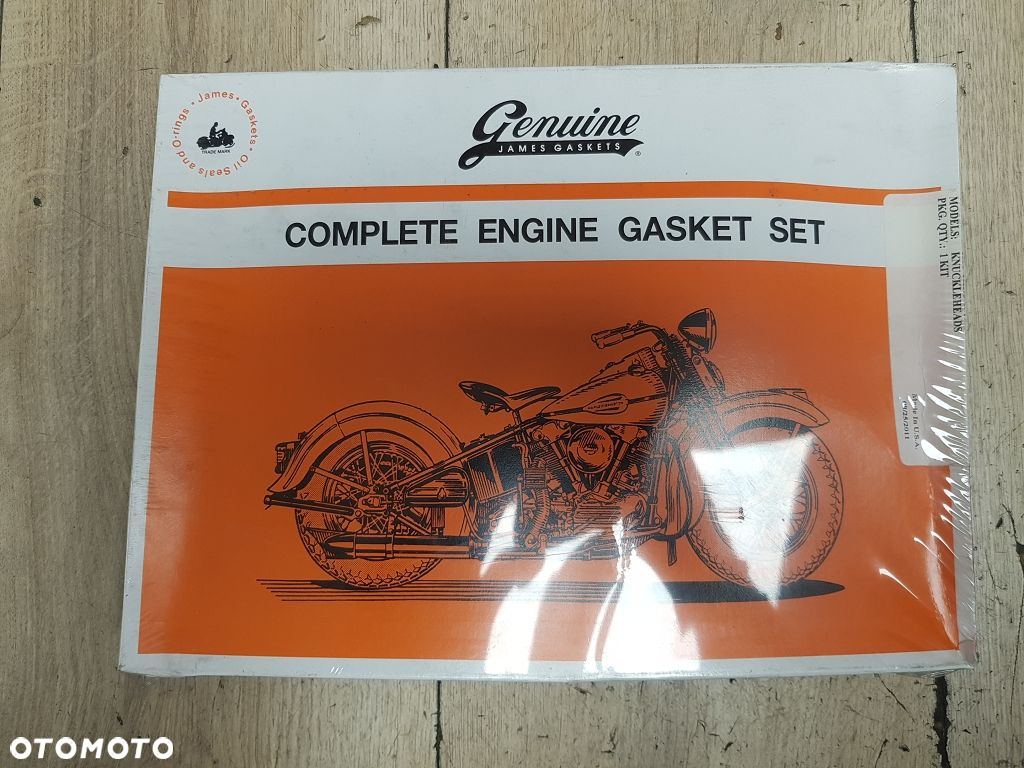 • James • Gaskets • Oil Seals and O-rings
TRADE MARK
Genuine
JAMES GASKETS
®
COMPLETE ENGINE GASKET SET
MODELS: KNUCKLEHEADS
PKG. QTY.: 1 KIT
Made In U.S.A.
OTOMOTO